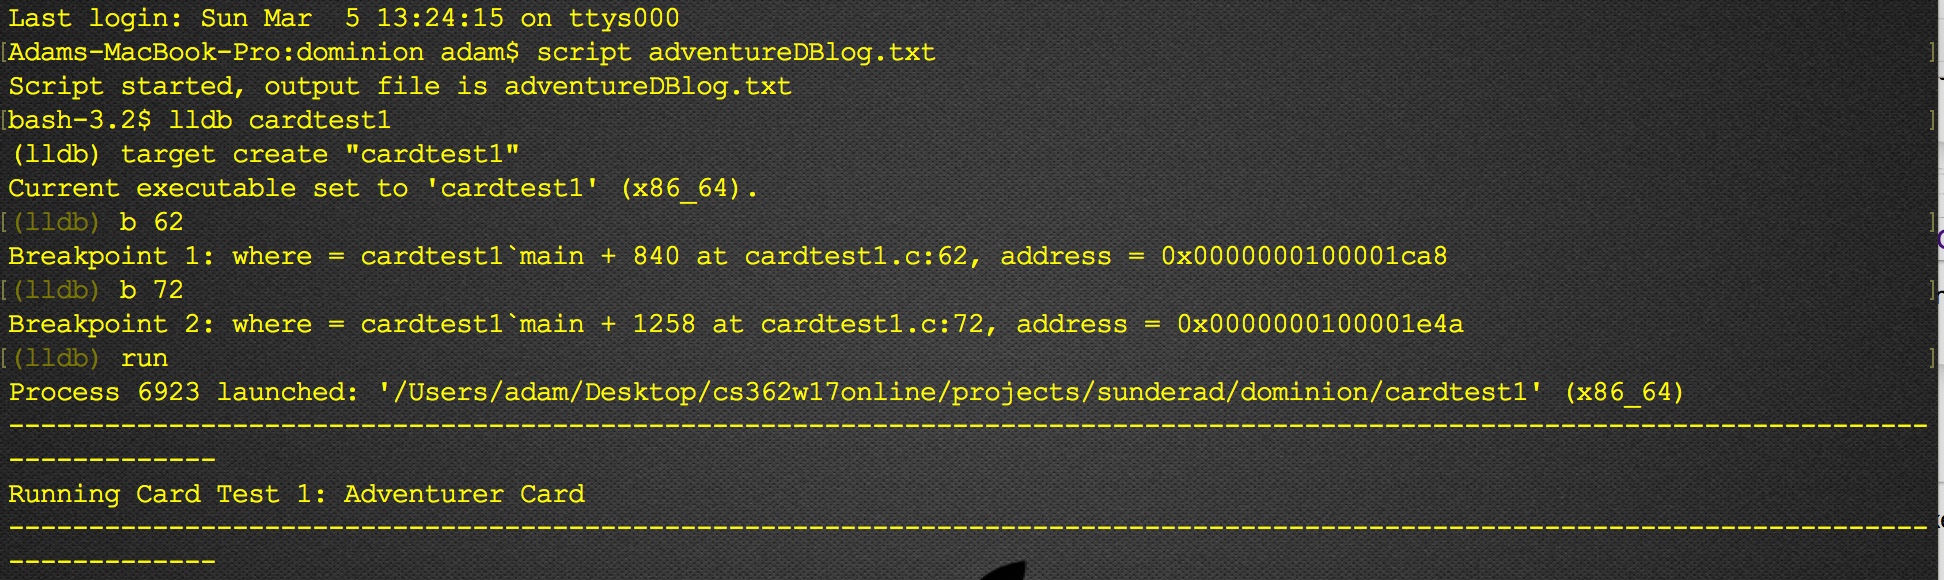 Last login: Sun Mar  5 13:24:15 on ttys000
[Adams-MacBook-Pro:dominion adam$ script adventureDBlog.txt ]
Script started, output file is adventureDBlog.txt
[bash-3.2$ lldb cardtest1 ]
(lldb) target create "cardtest1"
Current executable set to 'cardtest1' (x86_64).
[(lldb) b 62 ]
Breakpoint 1: where = cardtest1`main + 840 at cardtest1.c:62, address = 0x0000000100001ca8
[(lldb) b 72 ]
Breakpoint 2: where = cardtest1`main + 1258 at cardtest1.c:72, address = 0x0000000100001e4a
[(lldb) run ]
Process 6923 launched: '/Users/adam/Desktop/cs362w17online/projects/sunderad/dominion/cardtest1' (x86_64)
------------------------------------------------------------------------------------------------------------------------
-------------
Running Card Test 1: Adventurer Card
------------------------------------------------------------------------------------------------------------------------
-------------